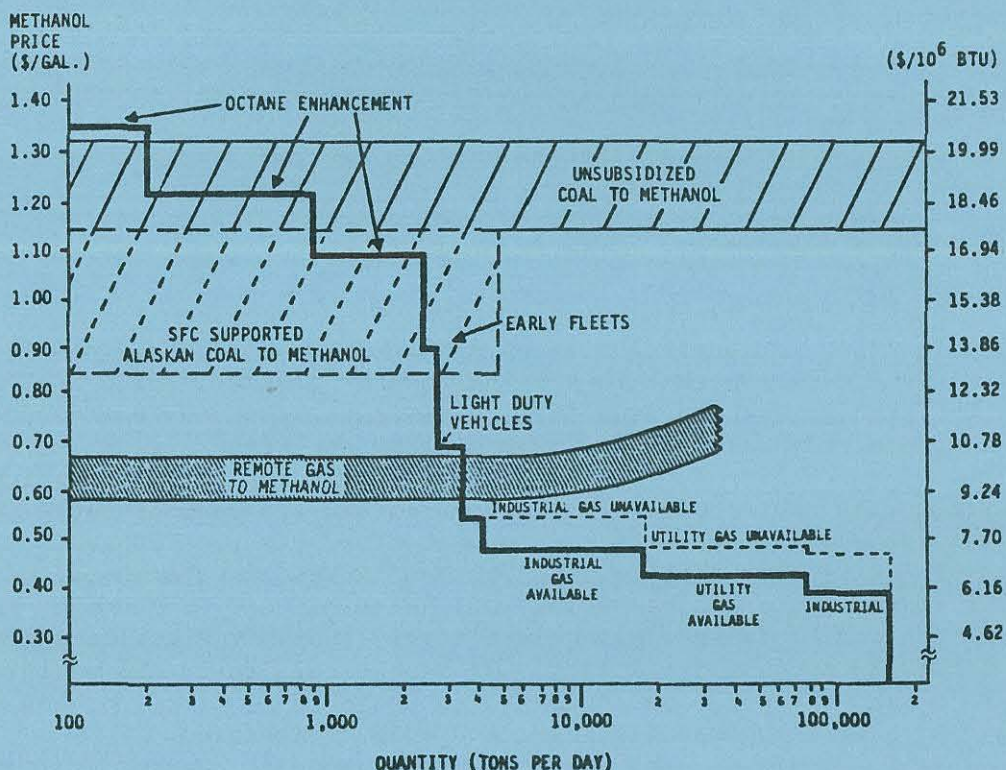 METHANOL
PRICE
($/GAL.)
($/10⁶ BTU)
OCTANE ENHANCEMENT
1.40
21.53
1.30
19.99
UNSUBSIDIZED
COAL TO METHANOL
1.20
18.46
1.10
16.94
1.00
15.38
EARLY FLEETS
SFC SUPPORTED
ALASKAN COAL TO METHANOL
0.90
13.86
0.80
12.32
LIGHT DUTY
VEHICLES
0.70
10.78
REMOTE GAS
TO METHANOL
0.60
9.24
INDUSTRIAL GAS UNAVAILABLE
0.50
7.70
UTILITY GAS UNAVAILABLE
INDUSTRIAL
GAS
AVAILABLE
0.40
6.16
UTILITY
GAS
AVAILABLE
INDUSTRIAL
0.30
4.62
2 3 4 5 6 7 8 9 2 3 4 5 6 7 8 9 2 3 4 5 6 7 8 9 2
100 1,000 10,000 100,000
QUANTITY (TONS PER DAY)